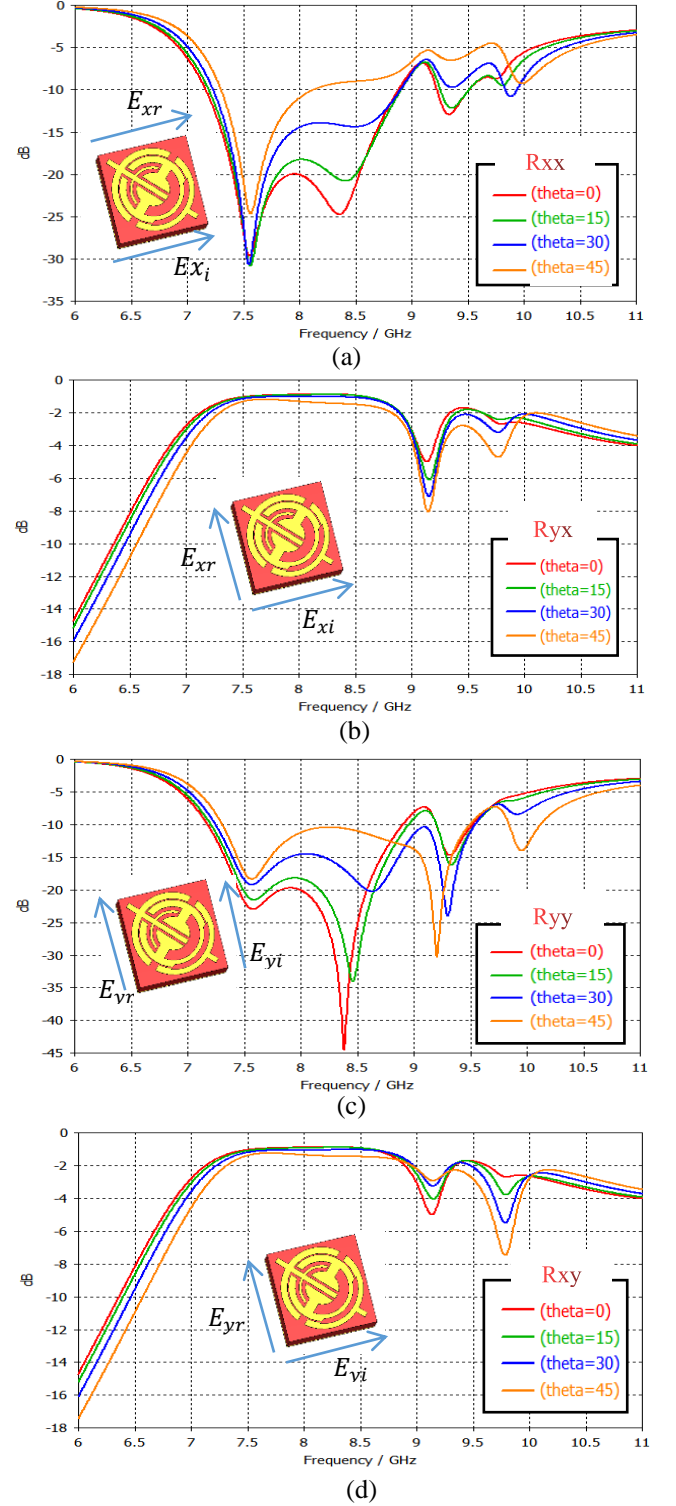 0
-5
-10
-15
-20
-25
-30
-35
dB
6 6.5 7 7.5 8 8.5 9 9.5 10 10.5 11
Frequency / GHz
E_xr
Ex_i
Rxx
(theta=0)
(theta=15)
(theta=30)
(theta=45)
(a)
0
-2
-4
-6
-8
-10
-12
-14
-16
-18
dB
6 6.5 7 7.5 8 8.5 9 9.5 10 10.5 11
Frequency / GHz
E_xr
E_xi
Ryx
(theta=0)
(theta=15)
(theta=30)
(theta=45)
(b)
0
-5
-10
-15
-20
-25
-30
-35
-40
-45
dB
6 6.5 7 7.5 8 8.5 9 9.5 10 10.5 11
Frequency / GHz
E_yr
E_yi
Ryy
(theta=0)
(theta=15)
(theta=30)
(theta=45)
(c)
0
-2
-4
-6
-8
-10
-12
-14
-16
-18
dB
6 6.5 7 7.5 8 8.5 9 9.5 10 10.5 11
Frequency / GHz
E_yr
E_yi
Rxy
(theta=0)
(theta=15)
(theta=30)
(theta=45)
(d)